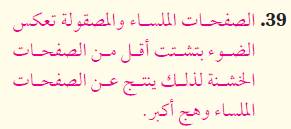 39. الصفحات الملساء والمصقولة تعكس
الضوء بتشتت أقل من الصفحات
الخشنة لذلك ينتج عن الصفحات
الملساء وهج أكبر.